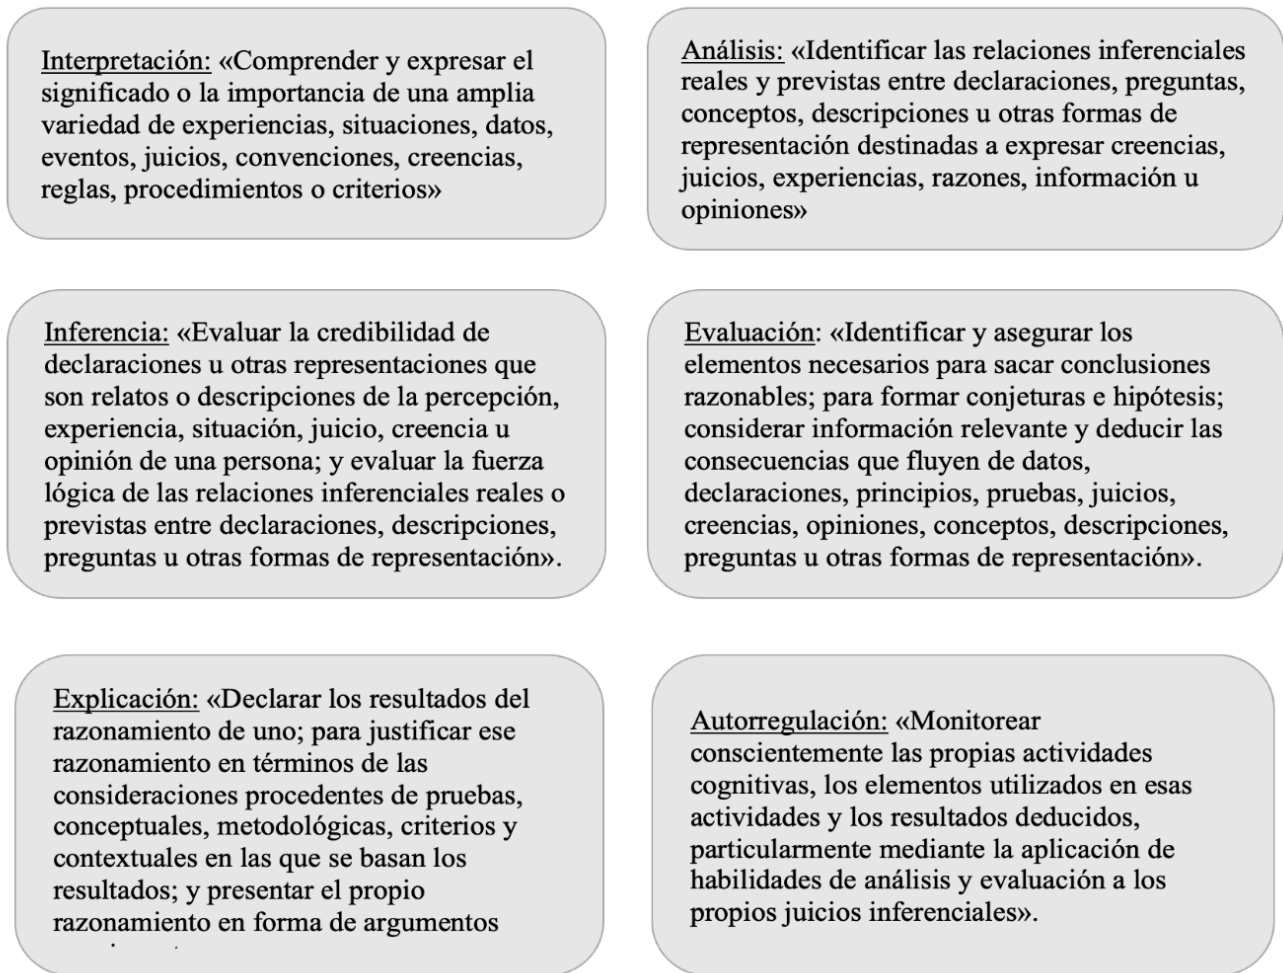 Interpretación: «Comprender y expresar el
significado o la importancia de una amplia
variedad de experiencias, situaciones, datos,
eventos, juicios, convenciones, creencias,
reglas, procedimientos o criterios»
Análisis: «Identificar las relaciones inferenciales
reales y previstas entre declaraciones, preguntas,
conceptos, descripciones u otras formas de
representación destinadas a expresar creencias,
juicios, experiencias, razones, información u
opiniones»
Inferencia: «Evaluar la credibilidad de
declaraciones u otras representaciones que
son relatos o descripciones de la percepción,
experiencia, situación, juicio, creencia u
opinión de una persona; y evaluar la fuerza
lógica de las relaciones inferenciales reales o
previstas entre declaraciones, descripciones,
preguntas u otras formas de representación».
Evaluación: «Identificar y asegurar los
elementos necesarios para sacar conclusiones
razonables; para formar conjeturas e hipótesis;
considerar información relevante y deducir las
consecuencias que fluyen de datos,
declaraciones, principios, pruebas, juicios,
creencias, opiniones, conceptos, descripciones,
preguntas u otras formas de representación».
Explicación: «Declarar los resultados del
razonamiento de uno; para justificar ese
razonamiento en términos de las
consideraciones procedentes de pruebas,
conceptuales, metodológicas, criterios y
contextuales en las que se basan los
resultados; y presentar el propio
razonamiento en forma de argumentos
Autorregulación: «Monitorear
conscientemente las propias actividades
cognitivas, los elementos utilizados en esas
actividades y los resultados deducidos,
particularmente mediante la aplicación de
habilidades de análisis y evaluación a los
propios juicios inferenciales».